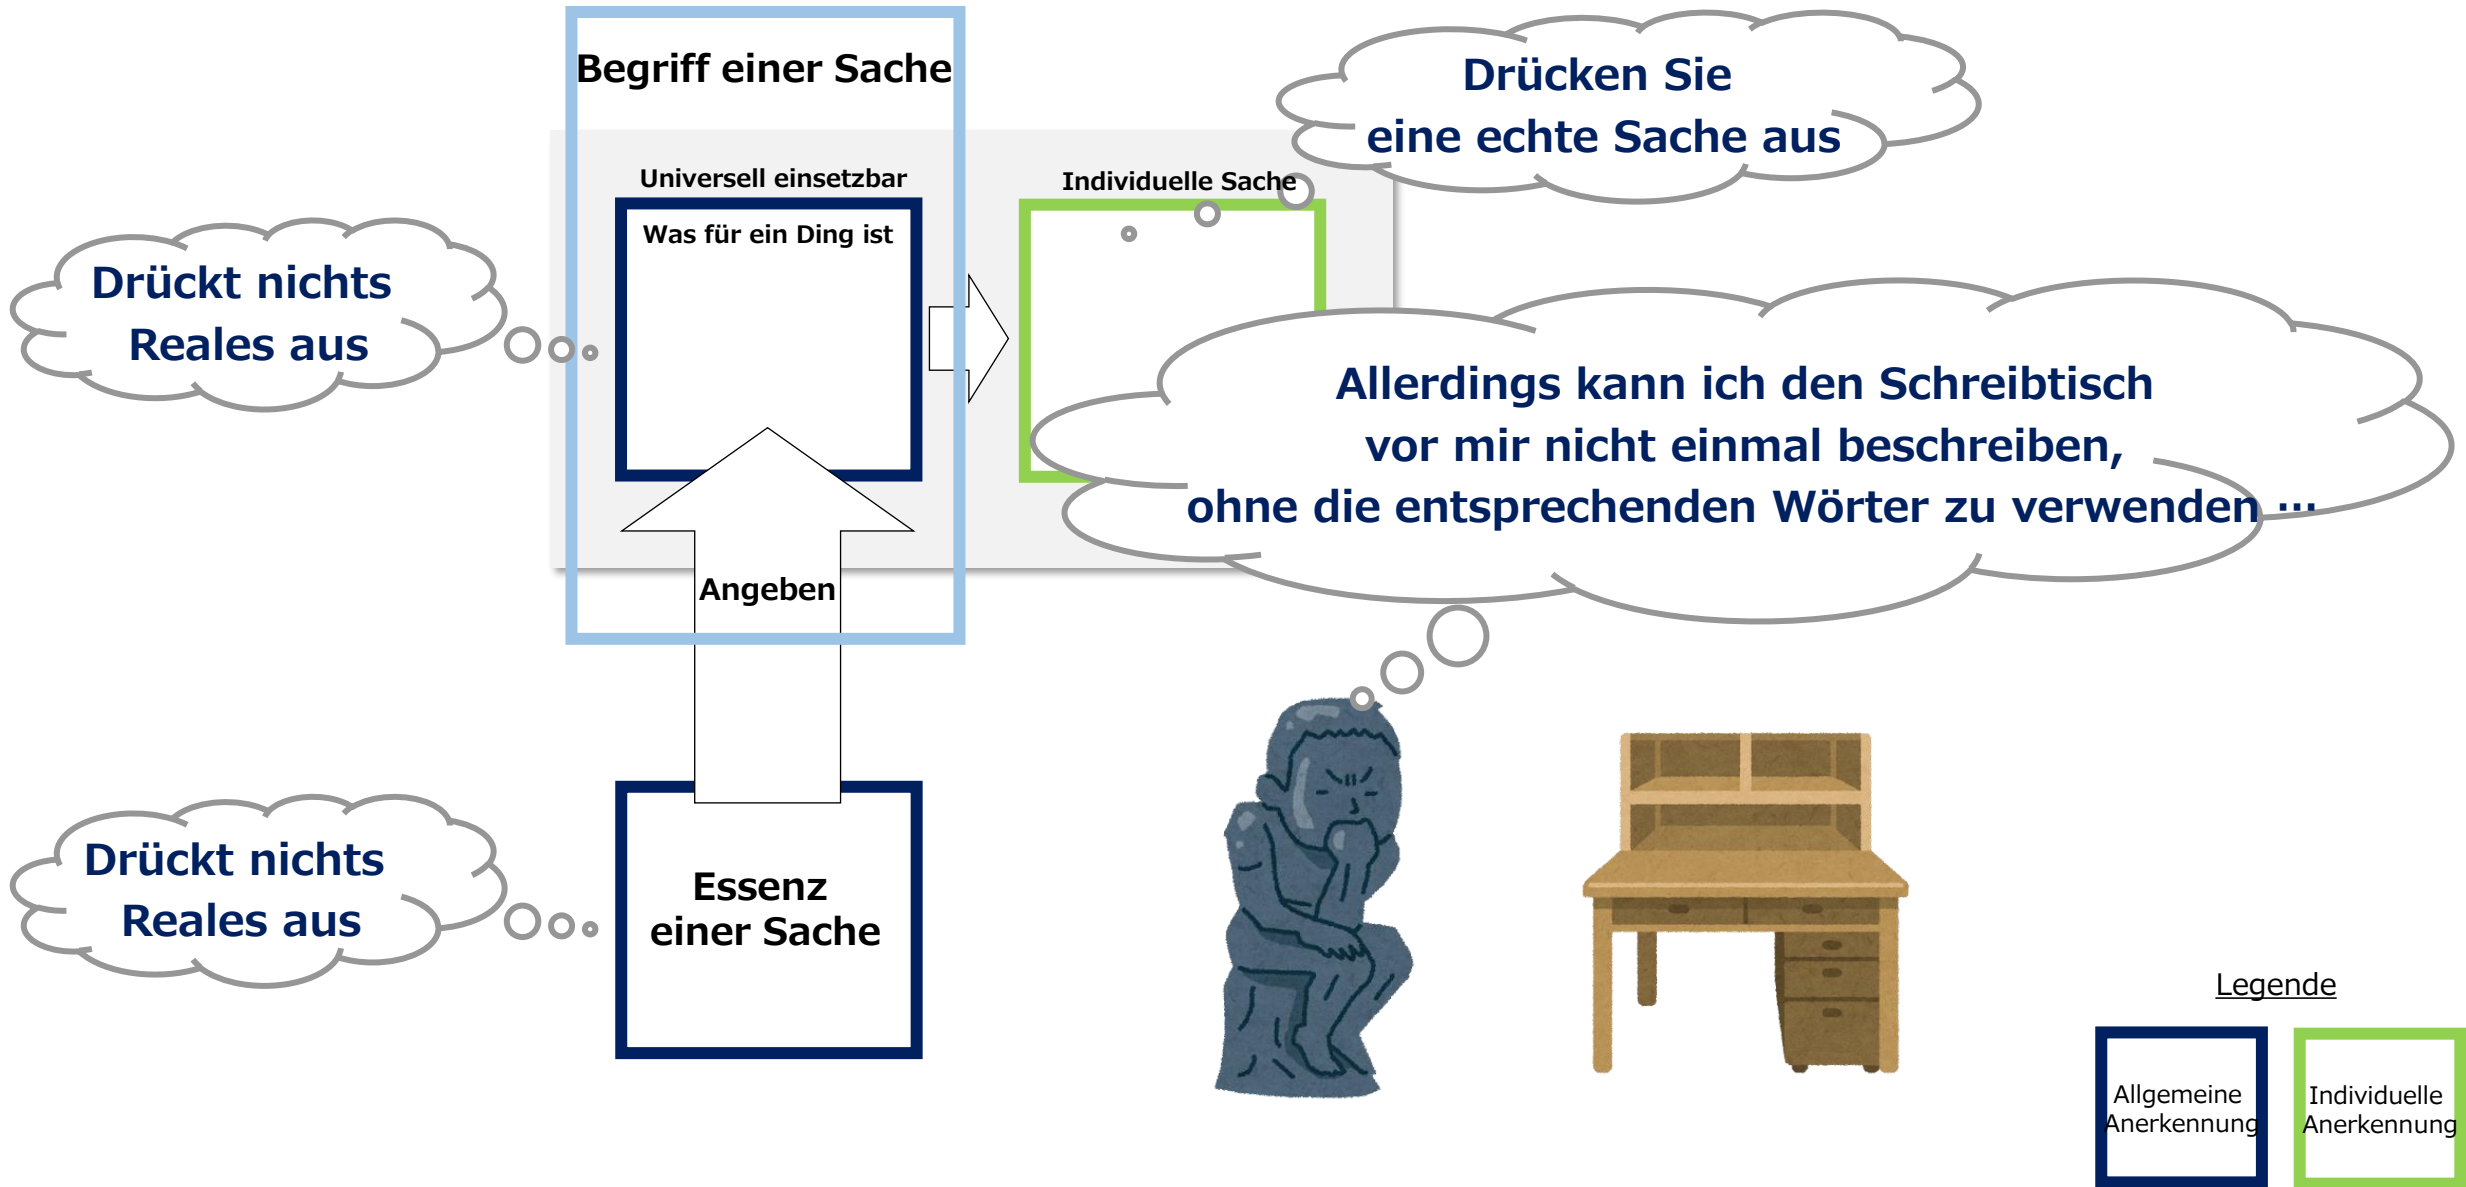 Begriff einer Sache
Drücken Sie
eine echte Sache aus
Universell einsetzbar
Individuelle Sache
Was für ein Ding ist
Drückt nichts
Reales aus
Allerdings kann ich den Schreibtisch
vor mir nicht einmal beschreiben,
ohne die entsprechenden Wörter zu verwenden …
Angeben
Drückt nichts
Reales aus
Essenz
einer Sache
Legende
Allgemeine
Anerkennung
Individuelle
Anerkennung